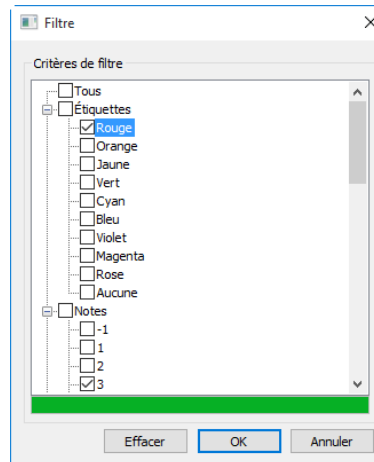 Filtre
Critères de filtre
Tous
Étiquettes
Rouge
Orange
Jaune
Vert
Cyan
Bleu
Violet
Magenta
Rose
Aucune
Notes
-1
1
2
3
Effacer
OK
Annuler